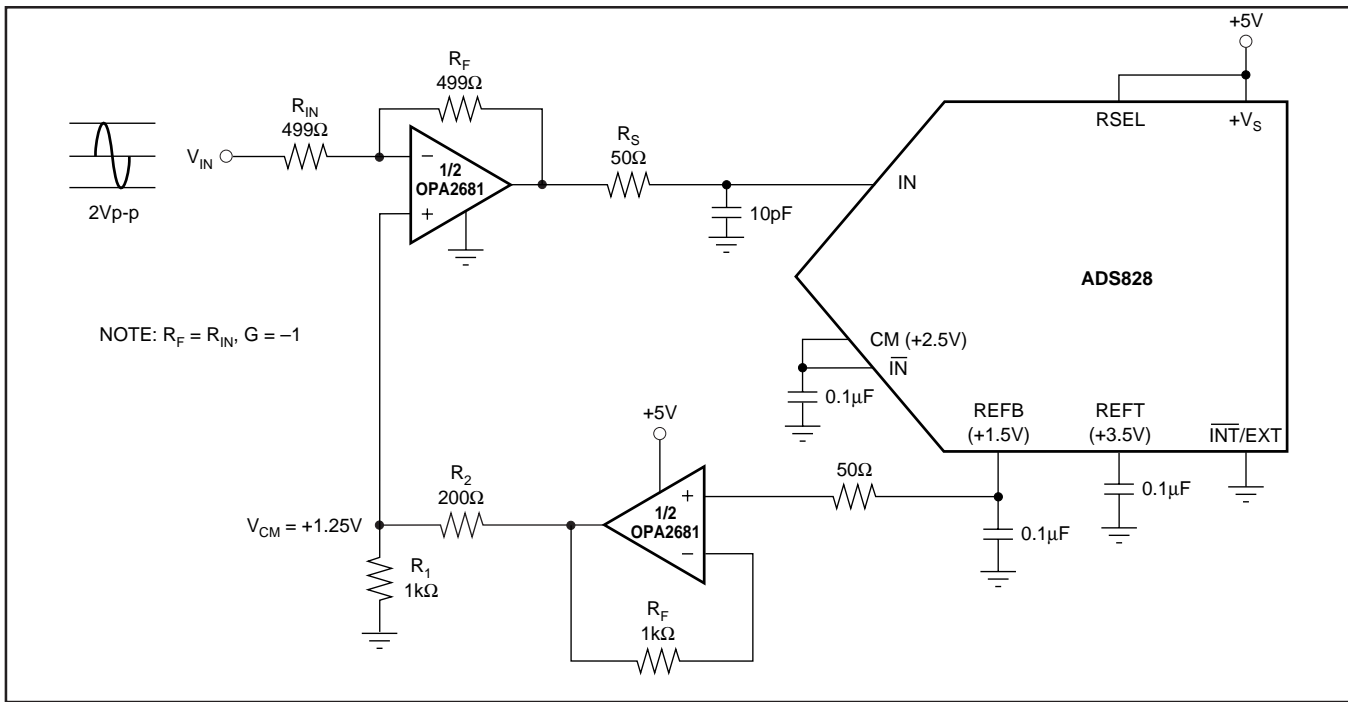 +5V
R_F
499Ω
R_IN
499Ω
RSEL
+V_S
R_S
50Ω
V_IN
–
1/2
OPA2681
+
IN
2Vp-p
10pF
ADS828
NOTE: R_F = R_IN, G = –1
CM (+2.5V)
I̅N̅
0.1µF
REFB
(+1.5V)
REFT
(+3.5V)
I̅N̅T̅/EXT
+5V
R_2
200Ω
50Ω
0.1µF
V_CM = +1.25V
+
1/2
OPA2681
–
0.1µF
R_1
1kΩ
R_F
1kΩ